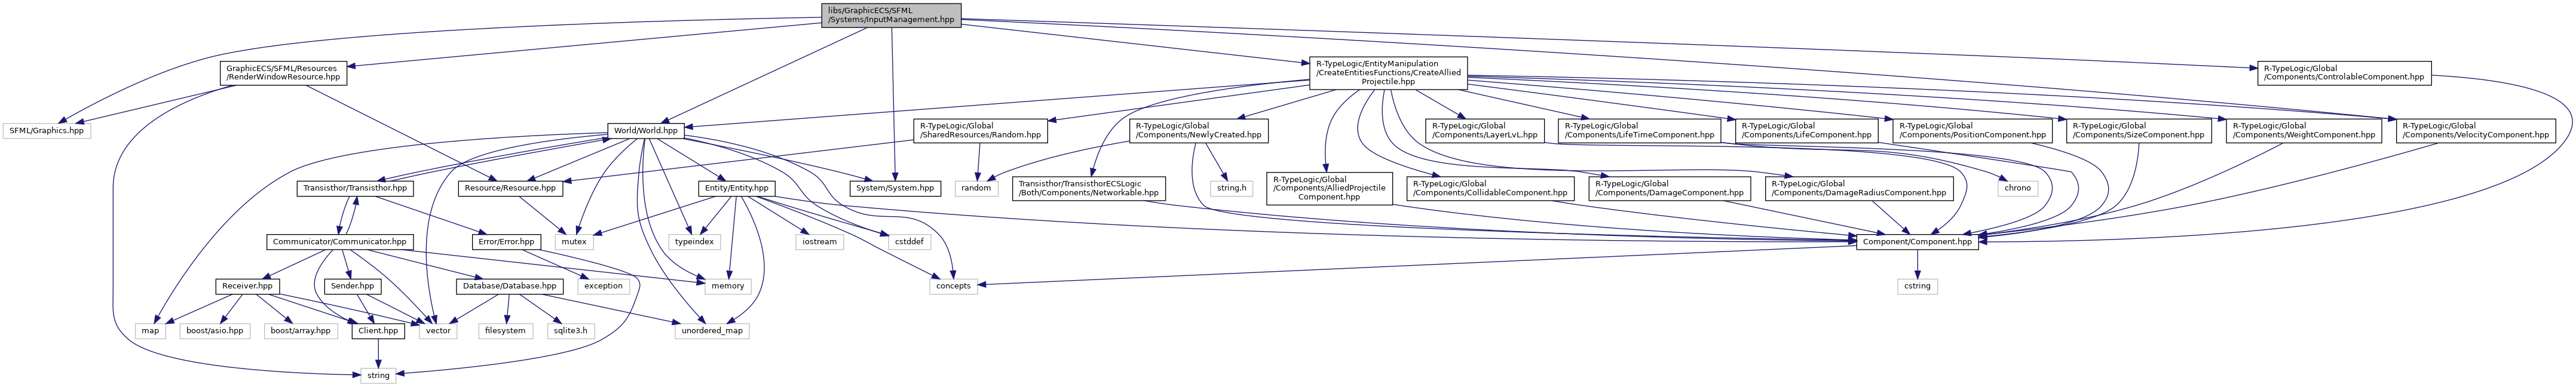 libs/GraphicECS/SFML
/Systems/InputManagement.hpp
GraphicECS/SFML/Resources
/RenderWindowResource.hpp
R-TypeLogic/EntityManipulation
/CreateEntitiesFunctions/CreateAllied
Projectile.hpp
R-TypeLogic/Global
/Components/ControlableComponent.hpp
SFML/Graphics.hpp
World/World.hpp
R-TypeLogic/Global
/SharedResources/Random.hpp
R-TypeLogic/Global
/Components/NewlyCreated.hpp
R-TypeLogic/Global
/Components/LayerLvL.hpp
R-TypeLogic/Global
/Components/LifeTimeComponent.hpp
R-TypeLogic/Global
/Components/LifeComponent.hpp
R-TypeLogic/Global
/Components/PositionComponent.hpp
R-TypeLogic/Global
/Components/SizeComponent.hpp
R-TypeLogic/Global
/Components/WeightComponent.hpp
R-TypeLogic/Global
/Components/VelocityComponent.hpp
Transisthor/Transisthor.hpp
Resource/Resource.hpp
Entity/Entity.hpp
System/System.hpp
random
Transisthor/TransisthorECSLogic
/Both/Components/Networkable.hpp
string.h
R-TypeLogic/Global
/Components/AlliedProjectile
Component.hpp
R-TypeLogic/Global
/Components/CollidableComponent.hpp
R-TypeLogic/Global
/Components/DamageComponent.hpp
R-TypeLogic/Global
/Components/DamageRadiusComponent.hpp
chrono
Communicator/Communicator.hpp
Error/Error.hpp
mutex
typeindex
iostream
cstddef
Component/Component.hpp
Receiver.hpp
Sender.hpp
Database/Database.hpp
exception
memory
concepts
cstring
map
boost/asio.hpp
boost/array.hpp
Client.hpp
vector
filesystem
sqlite3.h
unordered_map
string